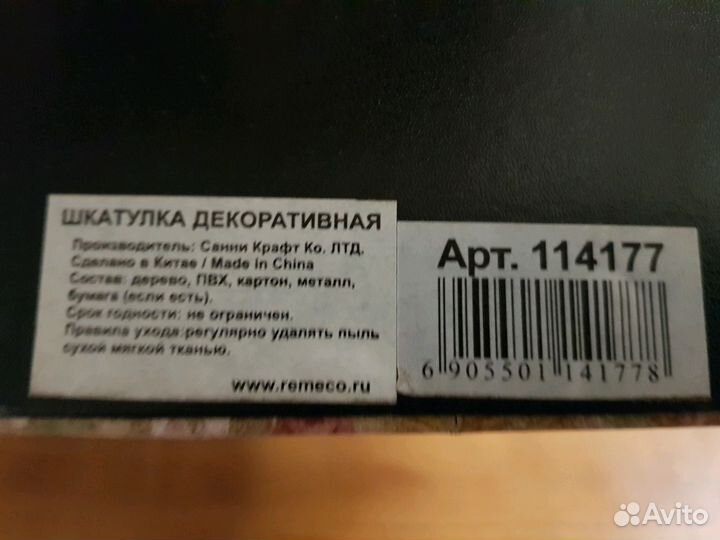 ШКАТУЛКА ДЕКОРАТИВНАЯ
Производитель: Санни Крафт Ко. ЛТД.
Сделано в Китае / Made in China
Состав: дерево, ПВХ, картон, металл,
бумага (если есть).
Срок годности: не ограничен.
Правила ухода:регулярно удалять пыль
сухой мягкой тканью.
www.remeco.ru
Арт. 114177
6 905501 141778
Avito